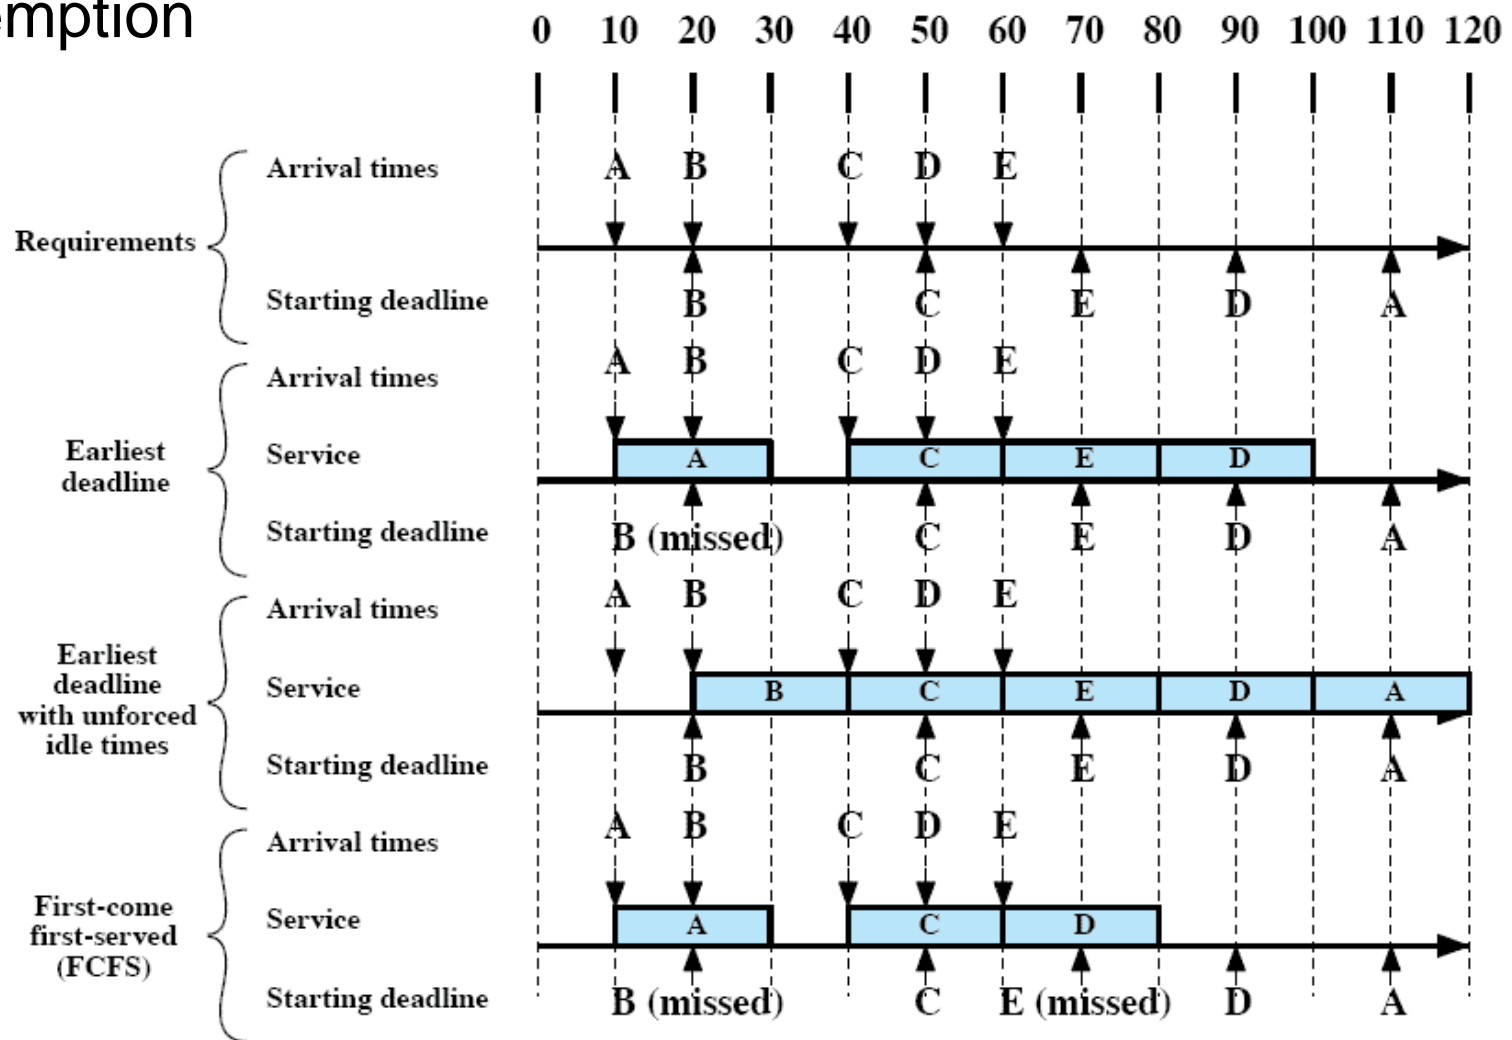 emption
0 10 20 30 40 50 60 70 80 90 100 110 120
Requirements
Arrival times
A B C D E
Starting deadline
B C E D A
Earliest
deadline
Arrival times
A B C D E
Service
A C E D
Starting deadline
B (missed) C E D A
Earliest
deadline
with unforced
idle times
Arrival times
A B C D E
Service
B C E D A
Starting deadline
B C E D A
First-come
first-served
(FCFS)
Arrival times
A B C D E
Service
A C D
Starting deadline
B (missed) C E (missed) D A